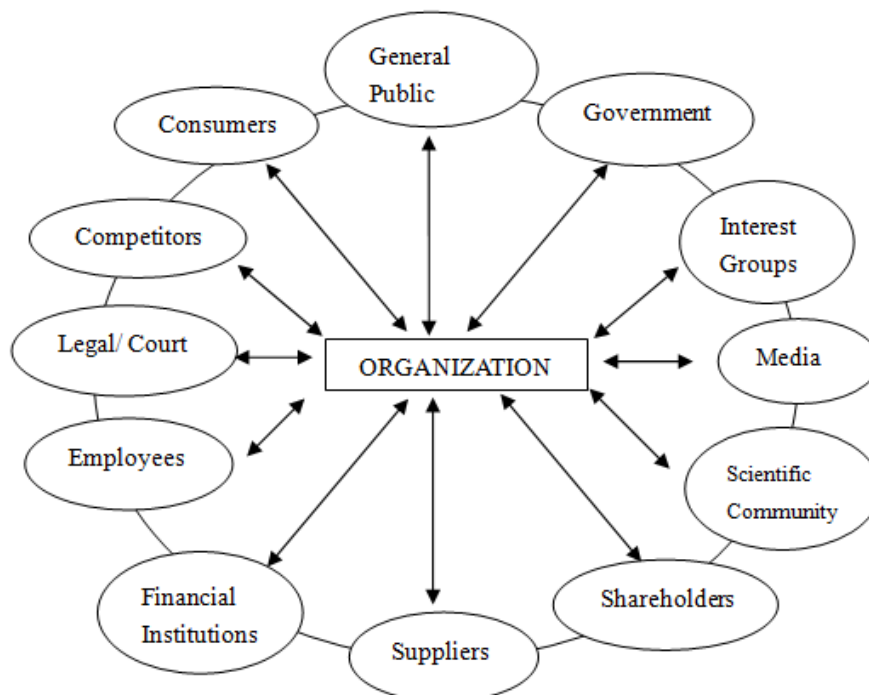 General
Public
Consumers
Government
Competitors
Interest
Groups
Legal/ Court
ORGANIZATION
Media
Employees
Scientific
Community
Financial
Institutions
Shareholders
Suppliers